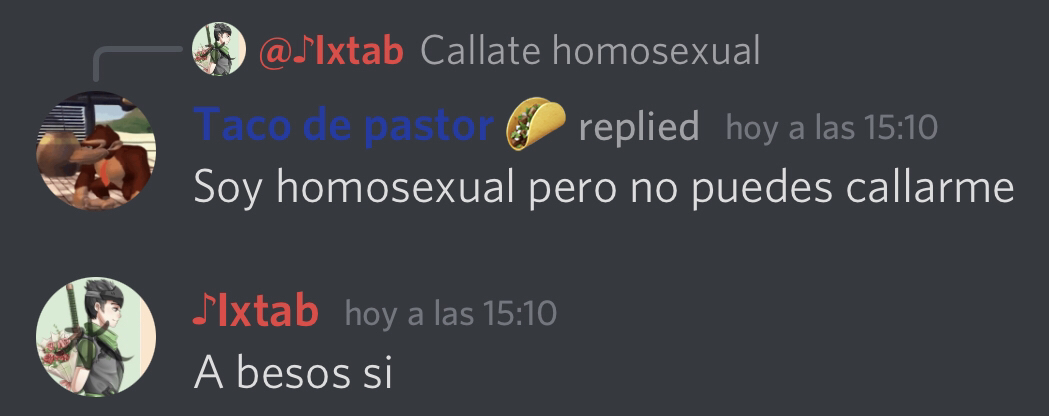 @♪Ixtab Callate homosexual
Taco de pastor 🌮 replied hoy a las 15:10
Soy homosexual pero no puedes callarme
♪Ixtab hoy a las 15:10
A besos si